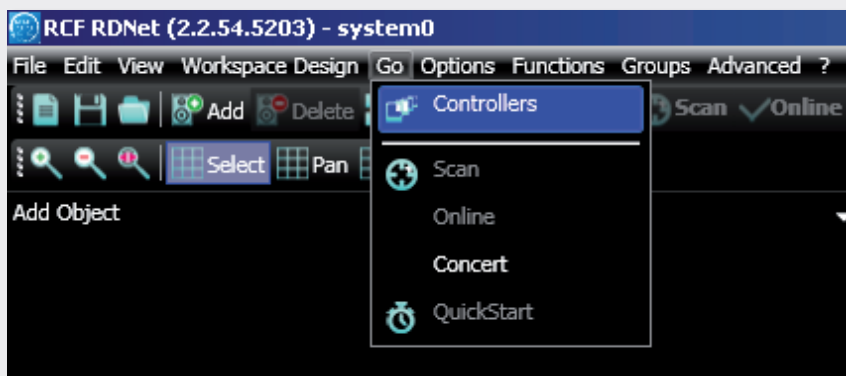 RCF RDNet (2.2.54.5203) - system0
File Edit View Workspace Design Go Options Functions Groups Advanced ?
Add Delete Scan Online
Controllers
Select Pan
Scan
Add Object
Online
Concert
QuickStart